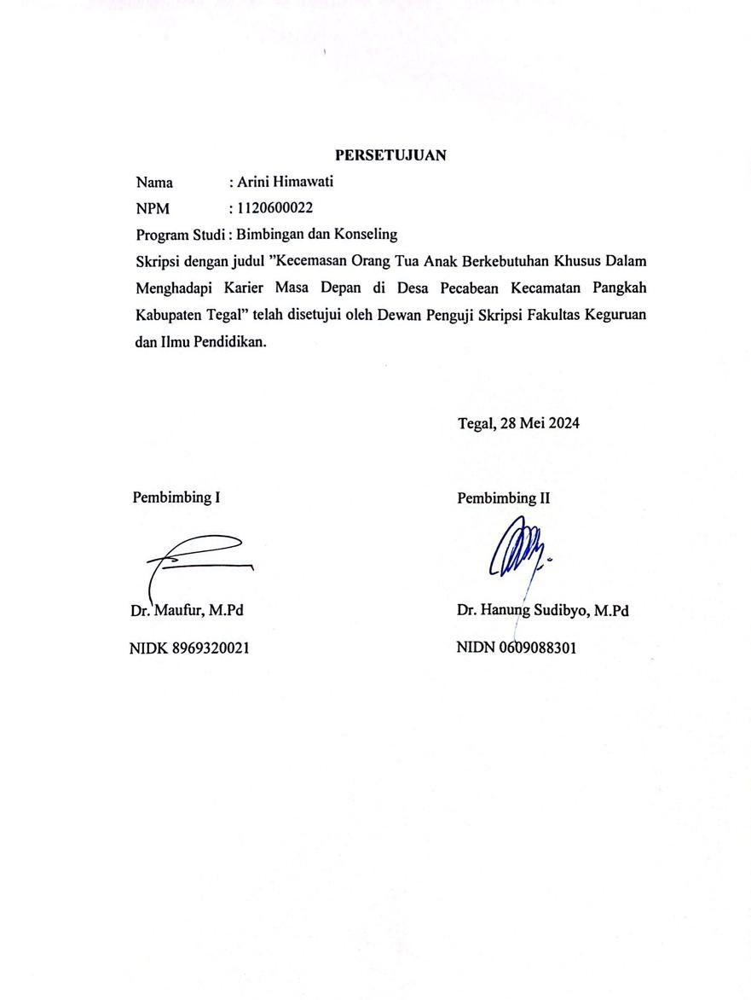 PERSETUJUAN
Nama : Arini Himawati
NPM : 1120600022
Program Studi : Bimbingan dan Konseling
Skripsi dengan judul ”Kecemasan Orang Tua Anak Berkebutuhan Khusus Dalam
Menghadapi Karier Masa Depan di Desa Pecabean Kecamatan Pangkah
Kabupaten Tegal” telah disetujui oleh Dewan Penguji Skripsi Fakultas Keguruan
dan Ilmu Pendidikan.
Tegal, 28 Mei 2024
Pembimbing I Pembimbing II
Dr. Maufur, M.Pd Dr. Hanung Sudibyo, M.Pd
NIDK 8969320021 NIDN 0609088301